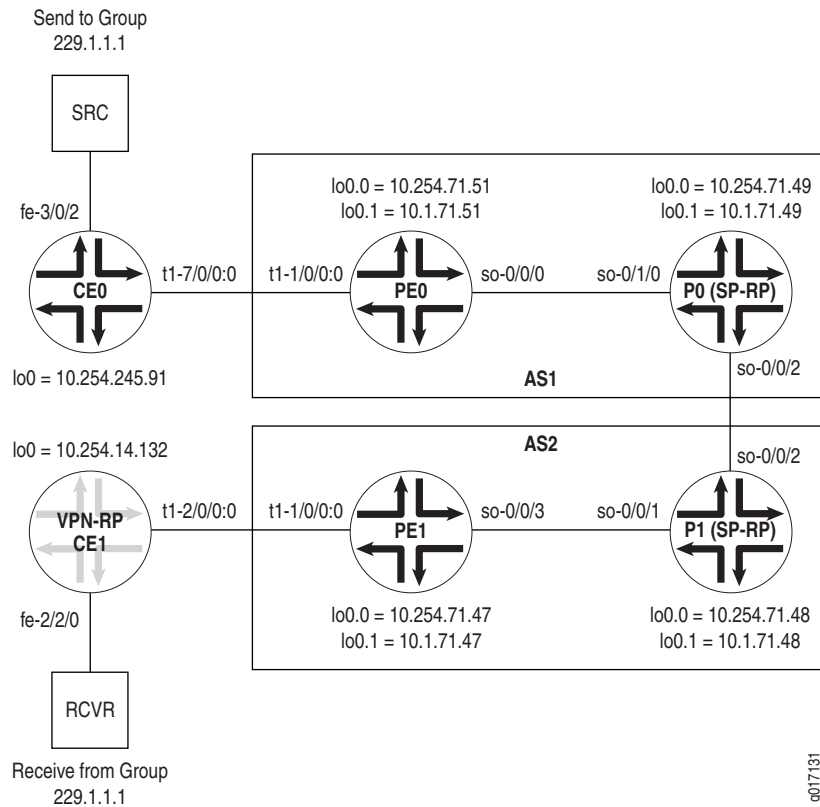 Send to Group
229.1.1.1
SRC
lo0.0 = 10.254.71.51
lo0.1 = 10.1.71.51
lo0.0 = 10.254.71.49
lo0.1 = 10.1.71.49
fe-3/0/2
t1-7/0/0:0
t1-1/0/0:0
so-0/0/0
so-0/1/0
CE0
PE0
P0 (SP-RP)
so-0/0/2
lo0 = 10.254.245.91
AS1
lo0 = 10.254.14.132
AS2
so-0/0/2
t1-2/0/0:0
t1-1/0/0:0
so-0/0/3
so-0/0/1
VPN-RP
CE1
PE1
P1 (SP-RP)
fe-2/2/0
lo0.0 = 10.254.71.47
lo0.1 = 10.1.71.47
lo0.0 = 10.254.71.48
lo0.1 = 10.1.71.48
RCVR
Receive from Group
229.1.1.1
g017131